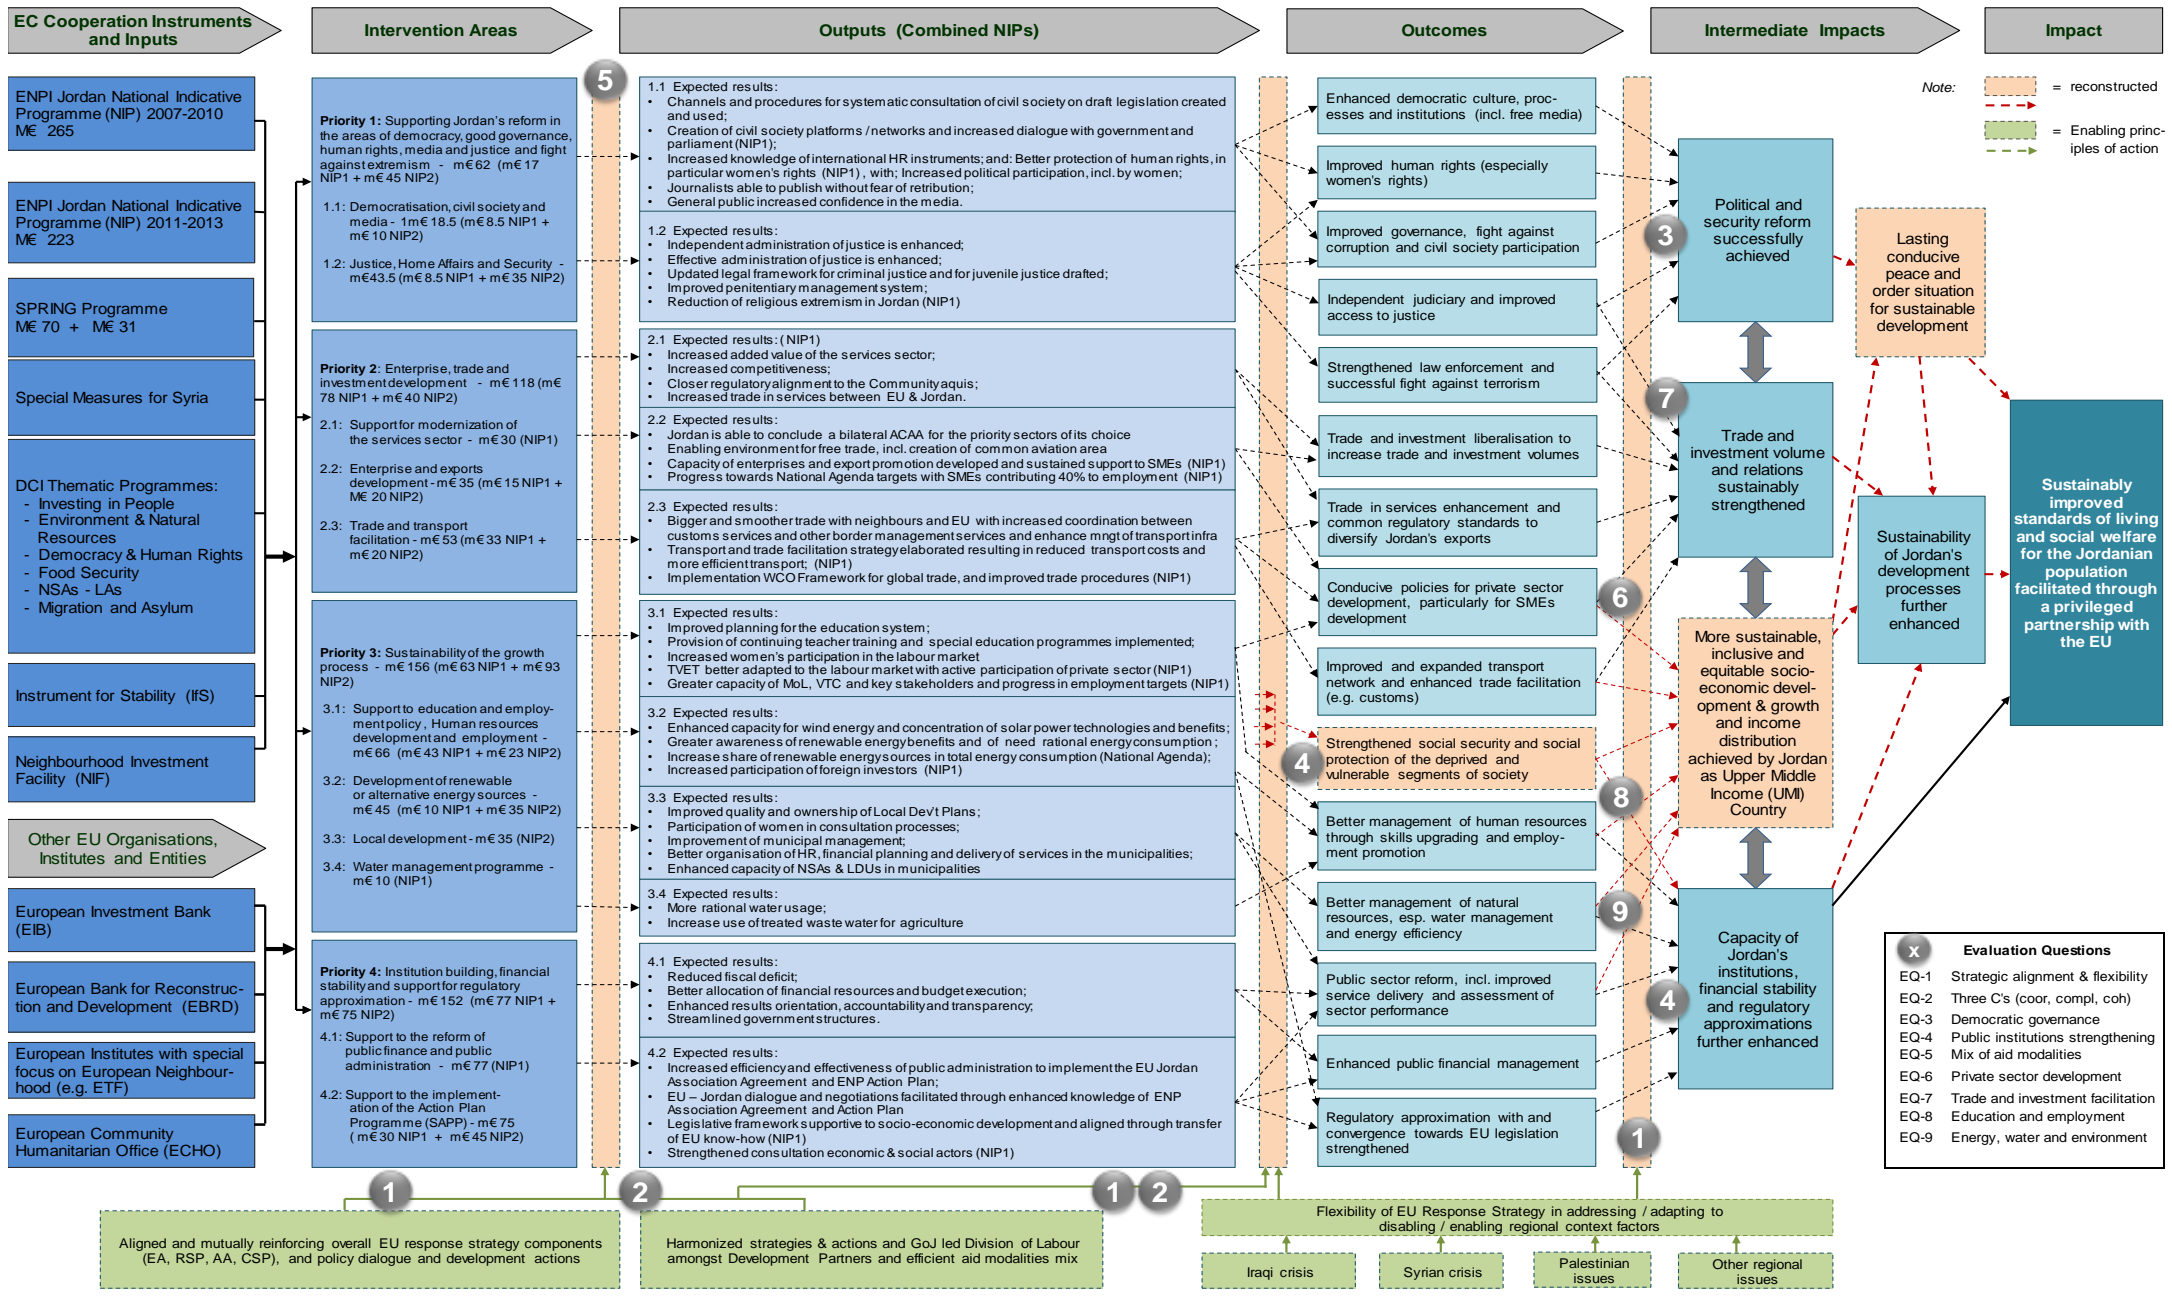 EC Cooperation Instruments
and Inputs
Intervention Areas
Outputs (Combined NIPs)
Outcomes
Intermediate Impacts
Impact
ENPI Jordan National Indicative
Programme (NIP) 2007-2010
M€ 265
ENPI Jordan National Indicative
Programme (NIP) 2011-2013
M€ 223
SPRING Programme
M€ 70 + M€ 31
Special Measures for Syria
DCI Thematic Programmes:
- Investing in People
- Environment & Natural
Resources
- Democracy & Human Rights
- Food Security
- NSAs - LAs
- Migration and Asylum
Instrument for Stability (IfS)
Neighbourhood Investment
Facility (NIF)
Other EU Organisations,
Institutes and Entities
European Investment Bank
(EIB)
European Bank for Reconstruc-
tion and Development (EBRD)
European Institutes with special
focus on European Neighbour-
hood (e.g. ETF)
European Community
Humanitarian Office (ECHO)
Priority 1: Supporting Jordan's reform in
the areas of democracy, good governance,
human rights, media and justice and fight
against extremism - m€ 62 (m€ 17
NIP1 + m€ 45 NIP2)
1.1: Democratisation, civil society and
media - 1m€ 18.5 (m€ 8.5 NIP1 +
m€ 10 NIP2)
1.2: Justice, Home Affairs and Security -
m€43.5 (m€ 8.5 NIP1 + m€ 35 NIP2)
Priority 2: Enterprise, trade and
investment development - m€ 118 (m€
78 NIP1 + m€ 40 NIP2)
2.1: Support for modernization of
the services sector - m€ 30 (NIP1)
2.2: Enterprise and exports
development - m€ 35 (m€ 15 NIP1 +
M€ 20 NIP2)
2.3: Trade and transport
facilitation - m€ 53 (m€ 33 NIP1 +
m€ 20 NIP2)
Priority 3: Sustainability of the growth
process - m€ 156 (m€ 63 NIP1 + m€ 93
NIP2)
3.1: Support to education and employ-
ment policy, Human resources
development and employment -
m€ 66 (m€ 43 NIP1 + m€ 23 NIP2)
3.2: Development of renewable
or alternative energy sources -
m€ 45 (m€ 10 NIP1 + m€ 35 NIP2)
3.3: Local development - m€ 35 (NIP2)
3.4: Water management programme -
m€ 10 (NIP1)
Priority 4: Institution building, financial
stability and support for regulatory
approximation - m€ 152 (m€ 77 NIP1 +
m€ 75 NIP2)
4.1: Support to the reform of
public finance and public
administration - m€ 77 (NIP1)
4.2: Support to the implement-
ation of the Action Plan
Programme (SAPP) - m€ 75
( m€ 30 NIP1 + m€ 45 NIP2)
5
1.1 Expected results:
• Channels and procedures for systematic consultation of civil society on draft legislation created
and used;
• Creation of civil society platforms / networks and increased dialogue with government and
parliament (NIP1);
• Increased knowledge of international HR instruments; and: Better protection of human rights, in
particular women's rights (NIP1) , with; Increased political participation, incl. by women;
• Journalists able to publish without fear of retribution;
• General public increased confidence in the media.
1.2 Expected results:
• Independent administration of justice is enhanced;
• Effective administration of justice is enhanced;
• Updated legal framework for criminal justice and for juvenile justice drafted;
• Improved penitentiary management system;
• Reduction of religious extremism in Jordan (NIP1)
2.1 Expected results: ( NIP1)
• Increased added value of the services sector;
• Increased competitiveness;
• Closer regulatory alignment to the Community aquis;
• Increased trade in services between EU & Jordan.
2.2 Expected results:
• Jordan is able to conclude a bilateral ACAA for the priority sectors of its choice
• Enabling environment for free trade, incl. creation of common aviation area
• Capacity of enterprises and export promotion developed and sustained support to SMEs (NIP1)
• Progress towards National Agenda targets with SMEs contributing 40% to employment (NIP1)
2.3 Expected results:
• Bigger and smoother trade with neighbours and EU with increased coordination between
customs services and other border management services and enhance mngt of transport infra
• Transport and trade facilitation strategy elaborated resulting in reduced transport costs and
more efficient transport; (NIP1)
• Implementation WCO Framework for global trade, and improved trade procedures (NIP1)
3.1 Expected results:
• Improved planning for the education system;
• Provision of continuing teacher training and special education programmes implemented;
• Increased women's participation in the labour market
• TVET better adapted to the labour market with active participation of private sector (NIP1)
• Greater capacity of MoL, VTC and key stakeholders and progress in employment targets (NIP1)
3.2 Expected results:
• Enhanced capacity for wind energy and concentration of solar power technologies and benefits;
• Greater awareness of renewable energy benefits and of need rational energy consumption ;
• Increase share of renewable energy sources in total energy consumption (National Agenda);
• Increased participation of foreign investors (NIP1)
3.3 Expected results:
• Improved quality and ownership of Local Dev't Plans;
• Participation of women in consultation processes;
• Improvement of municipal management;
• Better organisation of HR, financial planning and delivery of services in the municipalities;
• Enhanced capacity of NSAs & LDUs in municipalities
3.4 Expected results:
• More rational water usage;
• Increase use of treated waste water for agriculture
4.1 Expected results:
• Reduced fiscal deficit;
• Better allocation of financial resources and budget execution;
• Enhanced results orientation, accountability and transparency;
• Streamlined government structures.
4.2 Expected results:
• Increased efficiency and effectiveness of public administration to implement the EU Jordan
Association Agreement and ENP Action Plan;
• EU – Jordan dialogue and negotiations facilitated through enhanced knowledge of ENP
Association Agreement and Action Plan
• Legislative framework supportive to socio-economic development and aligned through transfer
of EU know-how (NIP1)
• Strengthened consultation economic & social actors (NIP1)
Enhanced democratic culture, proc-
esses and institutions (incl. free media)
Improved human rights (especially
women's rights)
Improved governance, fight against
corruption and civil society participation
Independent judiciary and improved
access to justice
Strengthened law enforcement and
successful fight against terrorism
Trade and investment liberalisation to
increase trade and investment volumes
Trade in services enhancement and
common regulatory standards to
diversify Jordan's exports
Conducive policies for private sector
development, particularly for SMEs
development
6
Improved and expanded transport
network and enhanced trade facilitation
(e.g. customs)
4
Strengthened social security and social
protection of the deprived and
vulnerable segments of society
8
Better management of human resources
through skills upgrading and employ-
ment promotion
Better management of natural
resources, esp. water management
and energy efficiency
9
Public sector reform, incl. improved
service delivery and assessment of
sector performance
Enhanced public financial management
Regulatory approximation with and
convergence towards EU legislation
strengthened
1
3
Political and
security reform
successfully
achieved
7
Trade and
investment volume
and relations
sustainably
strengthened
More sustainable,
inclusive and
equitable socio-
economic devel-
opment & growth
and income
distribution
achieved by Jordan
as Upper Middle
Income (UMI)
Country
4
Capacity of
Jordan's
institutions,
financial stability
and regulatory
approximations
further enhanced
Lasting
conducive
peace and
order situation
for sustainable
development
Sustainability
of Jordan's
development
processes
further
enhanced
Sustainably
improved
standards of living
and social welfare
for the Jordanian
population
facilitated through
a privileged
partnership with
the EU
Note:
= reconstructed
= Enabling princ-
iples of action
x Evaluation Questions
EQ-1 Strategic alignment & flexibility
EQ-2 Three C's (coor, compl, coh)
EQ-3 Democratic governance
EQ-4 Public institutions strengthening
EQ-5 Mix of aid modalities
EQ-6 Private sector development
EQ-7 Trade and investment facilitation
EQ-8 Education and employment
EQ-9 Energy, water and environment
1
2
1 2
Aligned and mutually reinforcing overall EU response strategy components
(EA, RSP, AA, CSP), and policy dialogue and development actions
Harmonized strategies & actions and GoJ led Division of Labour
amongst Development Partners and efficient aid modalities mix
Flexibility of EU Response Strategy in addressing / adapting to
disabling / enabling regional context factors
Iraqi crisis
Syrian crisis
Palestinian
issues
Other regional
issues